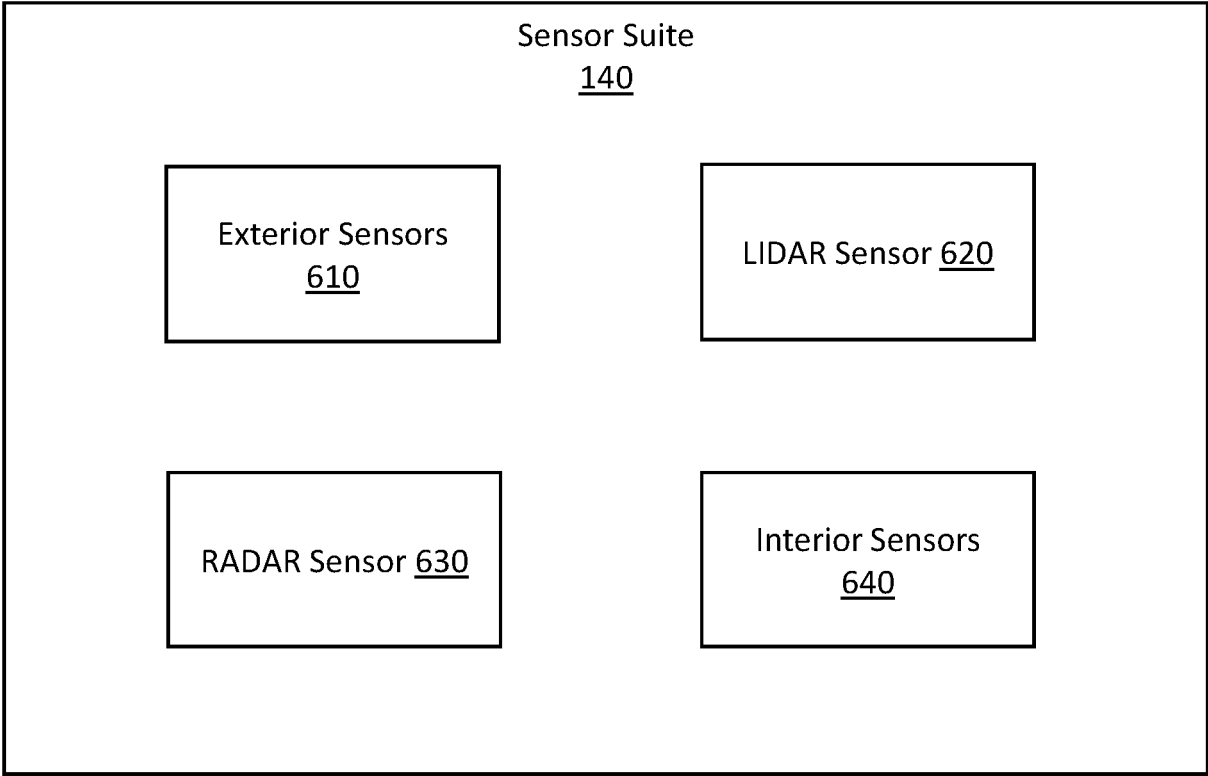 Sensor Suite
140
Exterior Sensors
610
LIDAR Sensor 620
RADAR Sensor 630
Interior Sensors
640